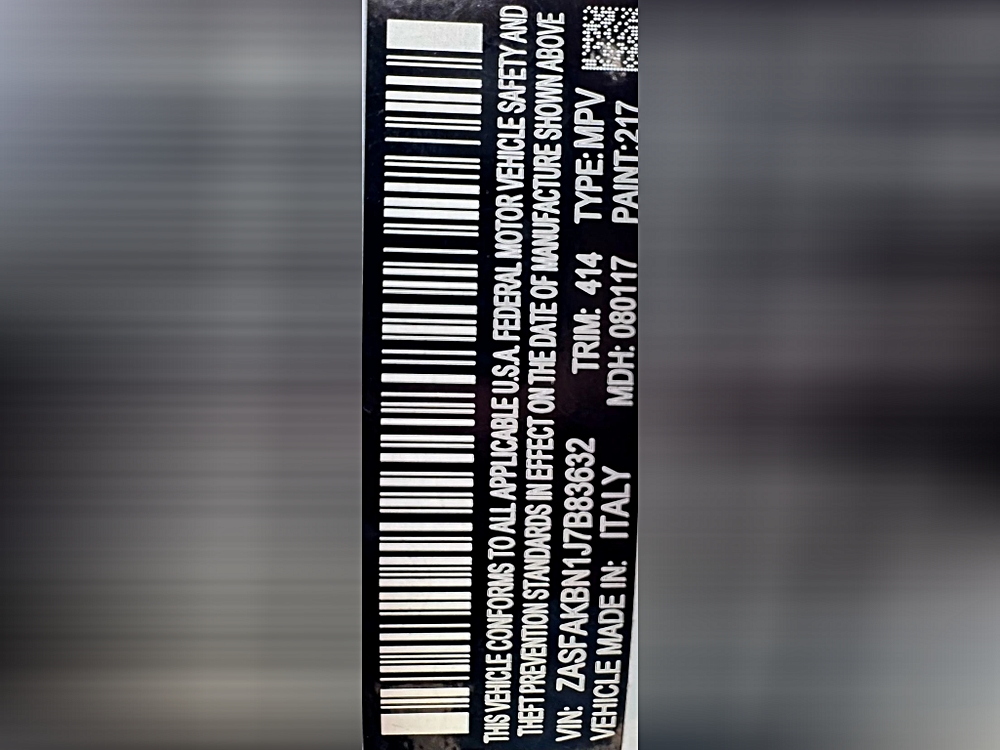 THIS VEHICLE CONFORMS TO ALL APPLICABLE U.S.A. FEDERAL MOTOR VEHICLE SAFETY AND
THEFT PREVENTION STANDARDS IN EFFECT ON THE DATE OF MANUFACTURE SHOWN ABOVE
VIN: ZASFAKBN1J7B83632 TRIM: 414 TYPE: MPV
VEHICLE MADE IN: ITALY MDH: 080117 PAINT:217